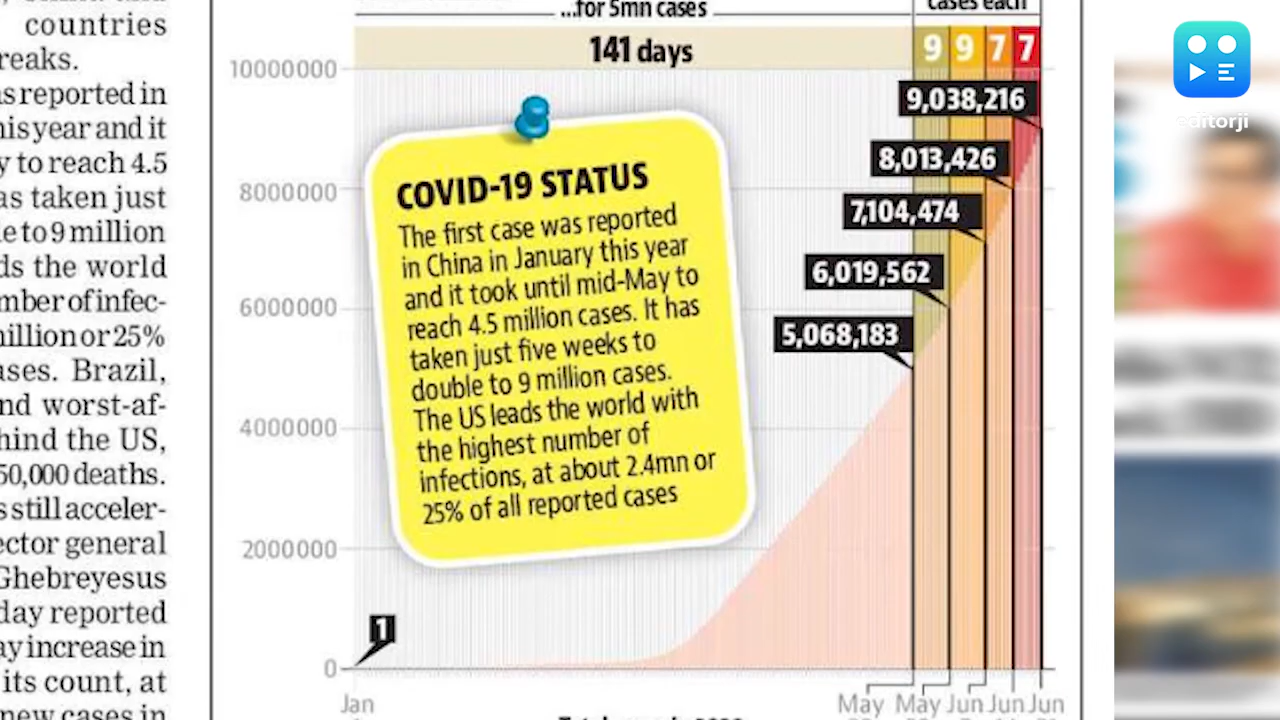 countries
reaks.
s reported in
his year and it
y to reach 4.5
as taken just
le to 9 million
ds the world
mber of infec-
nillion or 25%
ases. Brazil,
nd worst-af-
hind the US,
50,000 deaths.
s still acceler-
ector general
Ghebreyesus
day reported
ay increase in
its count, at
new cases in
...for 5mn cases
cases each
141 days
9 9 7 7
10000000
8000000
6000000
4000000
2000000
0
9,038,216
8,013,426
7,104,474
6,019,562
5,068,183
1
COVID-19 STATUS
The first case was reported
in China in January this year
and it took until mid-May to
reach 4.5 million cases. It has
taken just five weeks to
double to 9 million cases.
The US leads the world with
the highest number of
infections, at about 2.4mn or
25% of all reported cases
Jan
May May Jun Jun Jun
editorji